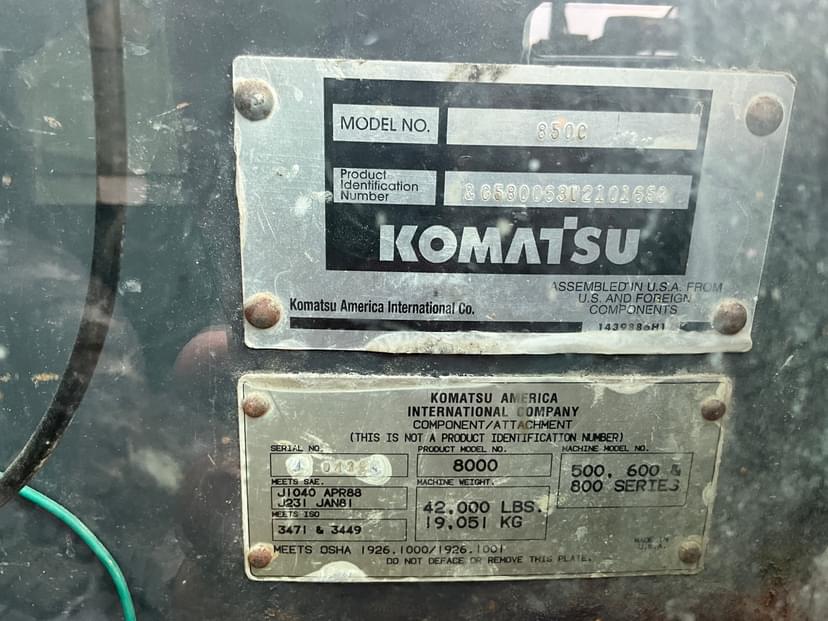 MODEL NO.
850C
Product
Identification
Number
KOMATSU
Komatsu America International Co.
ASSEMBLED IN U.S.A. FROM
U.S. AND FOREIGN
COMPONENTS
1439386H1
KOMATSU AMERICA
INTERNATIONAL COMPANY
COMPONENT/ATTACHMENT
(THIS IS NOT A PRODUCT IDENTIFICATION NUMBER)
SERIAL NO.
PRODUCT MODEL NO.
8000
MACHINE MODEL NO.
500, 600 &
800 SERIES
MEETS SAE.
J1040 APR88
J231 JAN81
MACHINE WEIGHT.
42,000 LBS.
19,051 KG
MEETS ISO
3471 & 3449
MADE IN
U.S.A.
MEETS OSHA 1926.1000/1926.1001
DO NOT DEFACE OR REMOVE THIS PLATE.